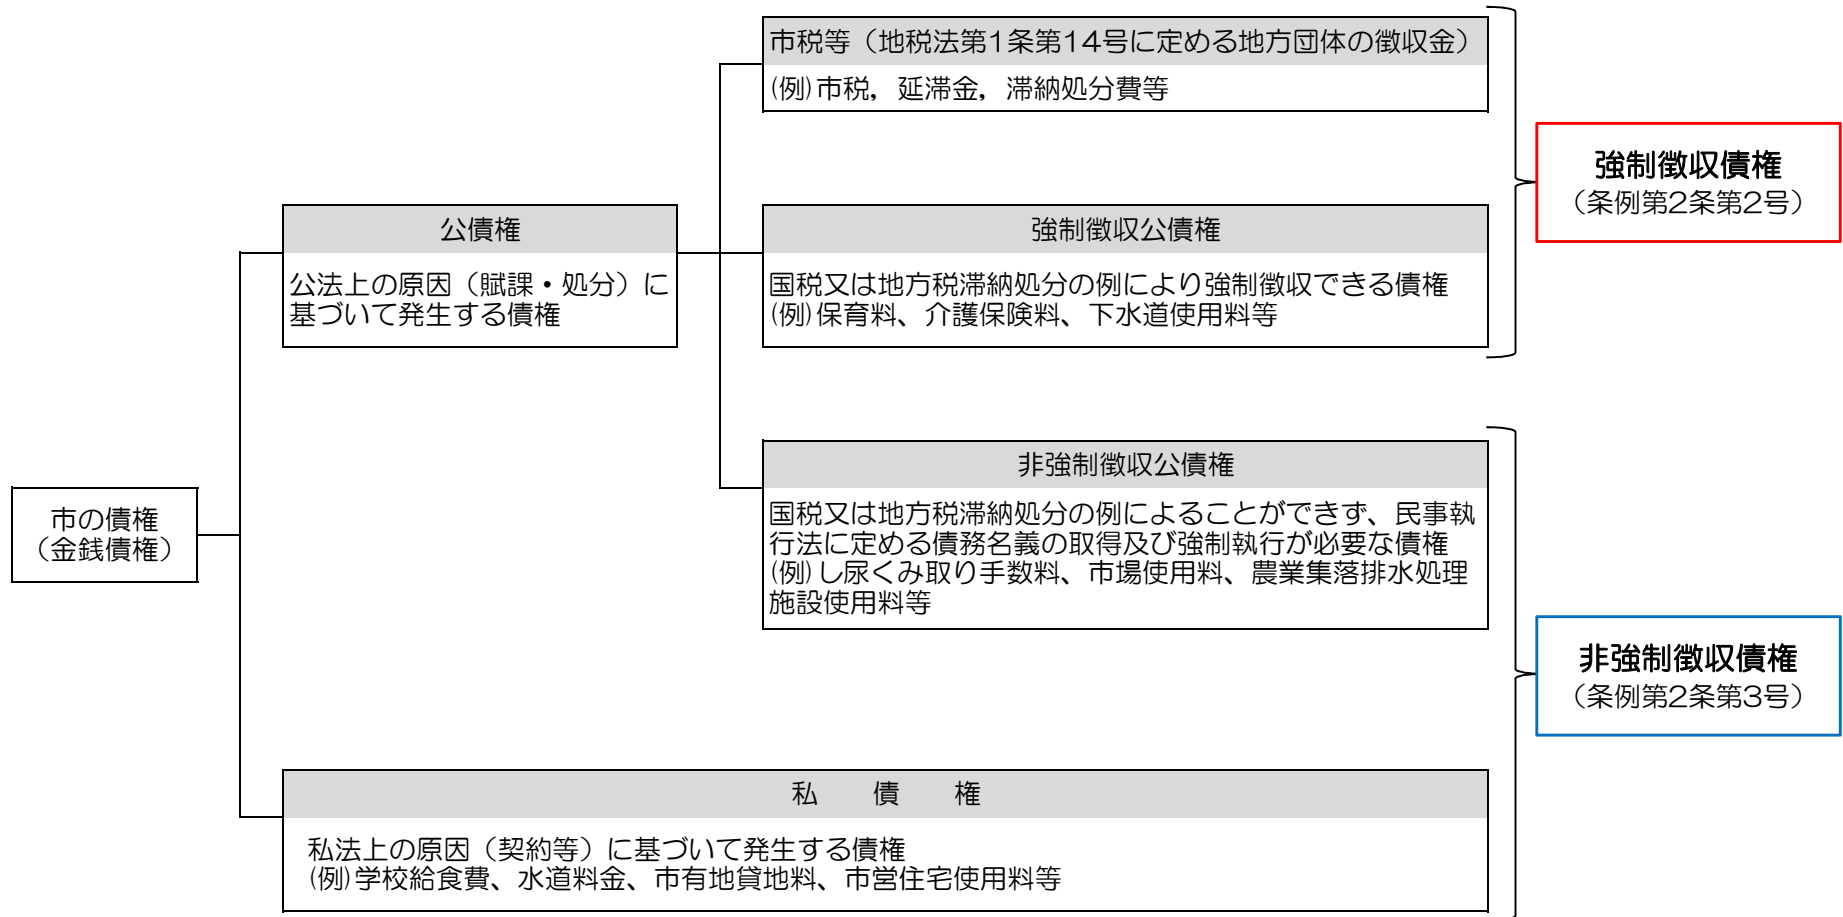 市税等（地税法第1条第14号に定める地方団体の徴収金）
(例)市税，延滞金，滞納処分費等
強制徴収債権
（条例第2条第2号）
公債権
公法上の原因（賦課・処分）に
基づいて発生する債権
強制徴収公債権
国税又は地方税滞納処分の例により強制徴収できる債権
(例)保育料、介護保険料、下水道使用料等
市の債権
（金銭債権）
非強制徴収公債権
国税又は地方税滞納処分の例によることができず、民事執
行法に定める債務名義の取得及び強制執行が必要な債権
(例)し尿くみ取り手数料、市場使用料、農業集落排水処理
施設使用料等
非強制徴収債権
（条例第2条第3号）
私　債　権
私法上の原因（契約等）に基づいて発生する債権
(例)学校給食費、水道料金、市有地貸地料、市営住宅使用料等